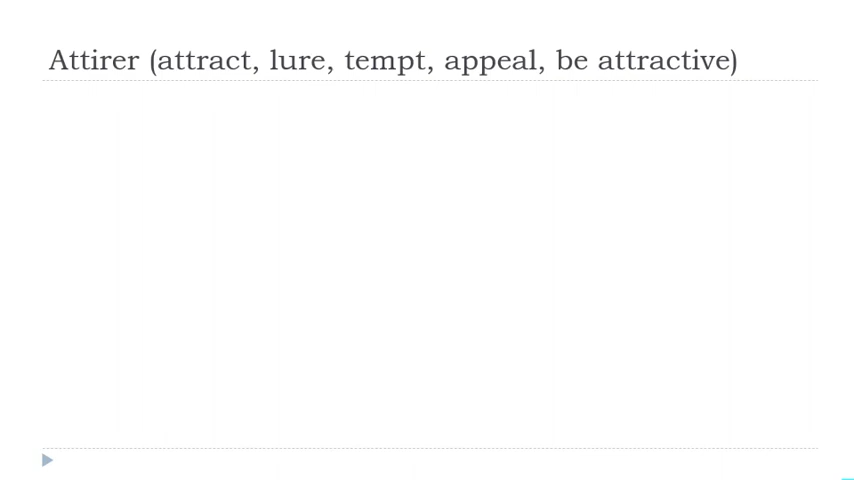 Attirer (attract, lure, tempt, appeal, be attractive)